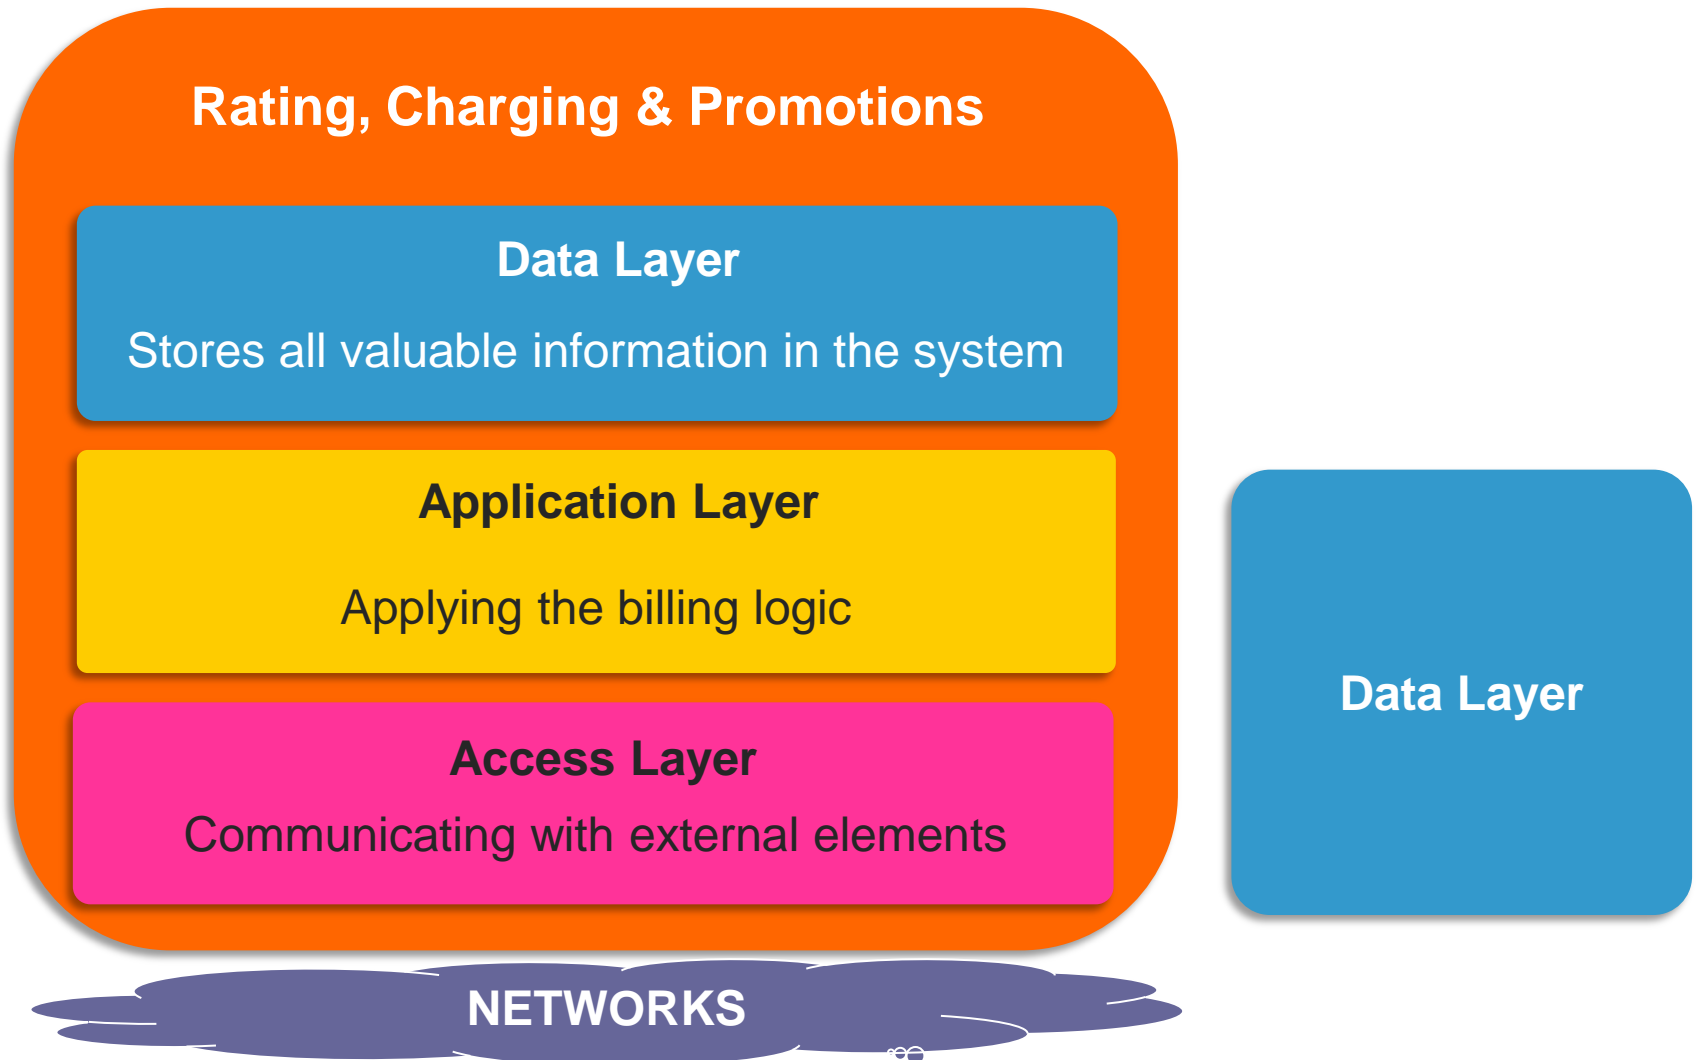 Rating, Charging & Promotions
Data Layer
Stores all valuable information in the system
Application Layer
Applying the billing logic
Access Layer
Communicating with external elements
Data Layer
NETWORKS